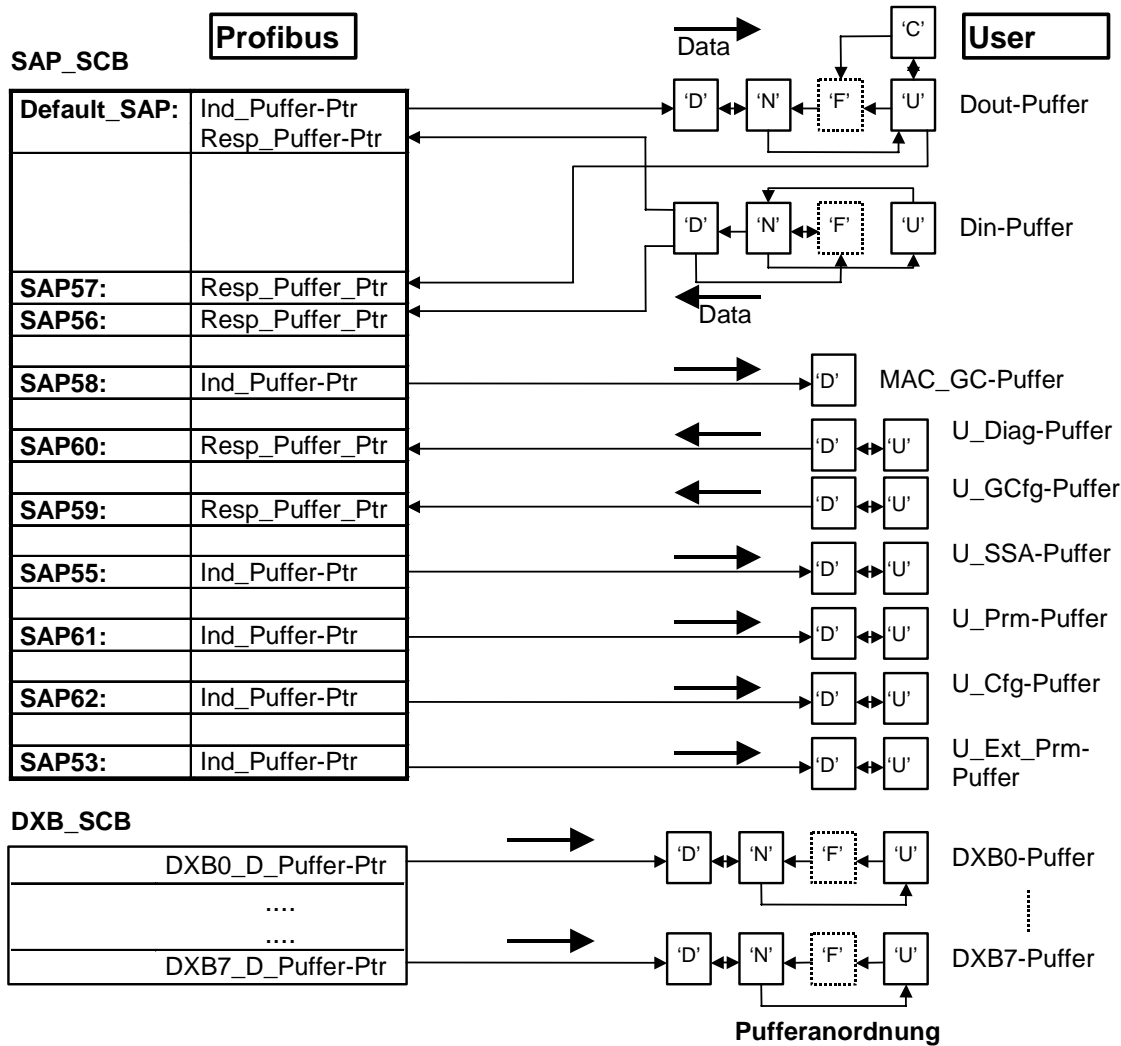 Profibus
User
SAP_SCB
Data
'C'
Default_SAP: Ind_Puffer-Ptr
Resp_Puffer-Ptr
'D' 'N' 'F' 'U' Dout-Puffer
'D' 'N' 'F' 'U' Din-Puffer
SAP57: Resp_Puffer_Ptr
SAP56: Resp_Puffer_Ptr
Data
SAP58: Ind_Puffer-Ptr 'D' MAC_GC-Puffer
SAP60: Resp_Puffer_Ptr 'D' 'U' U_Diag-Puffer
SAP59: Resp_Puffer_Ptr 'D' 'U' U_GCfg-Puffer
SAP55: Ind_Puffer-Ptr 'D' 'U' U_SSA-Puffer
SAP61: Ind_Puffer-Ptr 'D' 'U' U_Prm-Puffer
SAP62: Ind_Puffer-Ptr 'D' 'U' U_Cfg-Puffer
SAP53: Ind_Puffer-Ptr 'D' 'U' U_Ext_Prm-
Puffer
DXB_SCB
DXB0_D_Puffer-Ptr 'D' 'N' 'F' 'U' DXB0-Puffer
....
....
DXB7_D_Puffer-Ptr 'D' 'N' 'F' 'U' DXB7-Puffer
Pufferanordnung